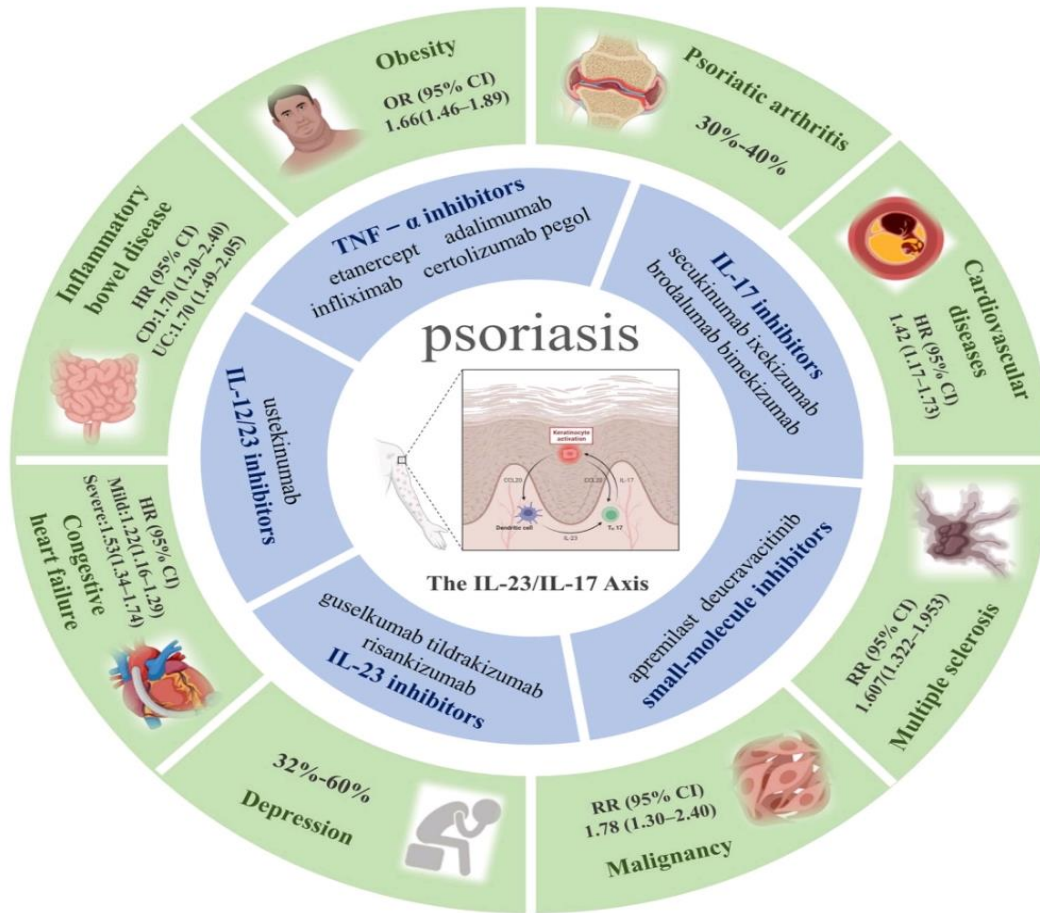 psoriasis
Keratinocyte
activation
CCL20
CCL20
IL-17
Dendritic cell
IL-23
Tₕ 17
The IL-23/IL-17 Axis
TNF – α inhibitors
etanercept adalimumab
infliximab certolizumab pegol
IL-17 inhibitors
secukinumab ixekizumab
brodalumab bimekizumab
apremilast deucravacitinib
small-molecule inhibitors
guselkumab tildrakizumab
risankizumab
IL-23 inhibitors
ustekinumab
IL-12/23 inhibitors
Obesity
OR (95% CI)
1.66(1.46–1.89)
Psoriatic arthritis
30%-40%
Cardiovascular
diseases
HR (95% CI)
1.42 (1.17–1.73)
RR (95% CI)
1.607(1.322–1.953)
Multiple sclerosis
RR (95% CI)
1.78 (1.30–2.40)
Malignancy
32%-60%
Depression
HR (95% CI)
Mild:1.22(1.16–1.29)
Severe:1.53(1.34–1.74)
Congestive
heart failure
Inflammatory
bowel disease
HR (95% CI)
CD:1.70 (1.20–2.40)
UC:1.70 (1.49–2.05)